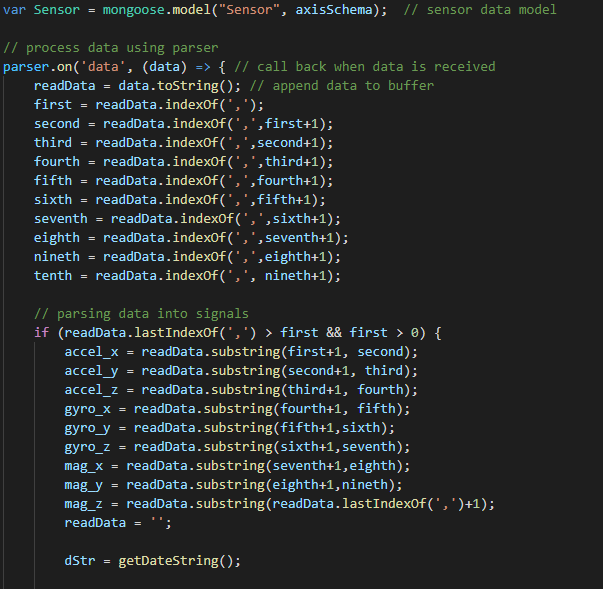 var Sensor = mongoose.model("Sensor", axisSchema);  // sensor data model

// process data using parser
parser.on('data', (data) => { // call back when data is received
    readData = data.toString(); // append data to buffer
    first = readData.indexOf(',');
    second = readData.indexOf(',',first+1);
    third = readData.indexOf(',',second+1);
    fourth = readData.indexOf(',',third+1);
    fifth = readData.indexOf(',',fourth+1);
    sixth = readData.indexOf(',',fifth+1);
    seventh = readData.indexOf(',',sixth+1);
    eighth = readData.indexOf(',',seventh+1);
    nineth = readData.indexOf(',',eighth+1);
    tenth = readData.indexOf(',', nineth+1);

    // parsing data into signals
    if (readData.lastIndexOf(',') > first && first > 0) {
        accel_x = readData.substring(first+1, second);
        accel_y = readData.substring(second+1, third);
        accel_z = readData.substring(third+1, fourth);
        gyro_x = readData.substring(fourth+1, fifth);
        gyro_y = readData.substring(fifth+1,sixth);
        gyro_z = readData.substring(sixth+1,seventh);
        mag_x = readData.substring(seventh+1,eighth);
        mag_y = readData.substring(eighth+1,nineth);
        mag_z = readData.substring(readData.lastIndexOf(',')+1);
        readData = '';

        dStr = getDateString();